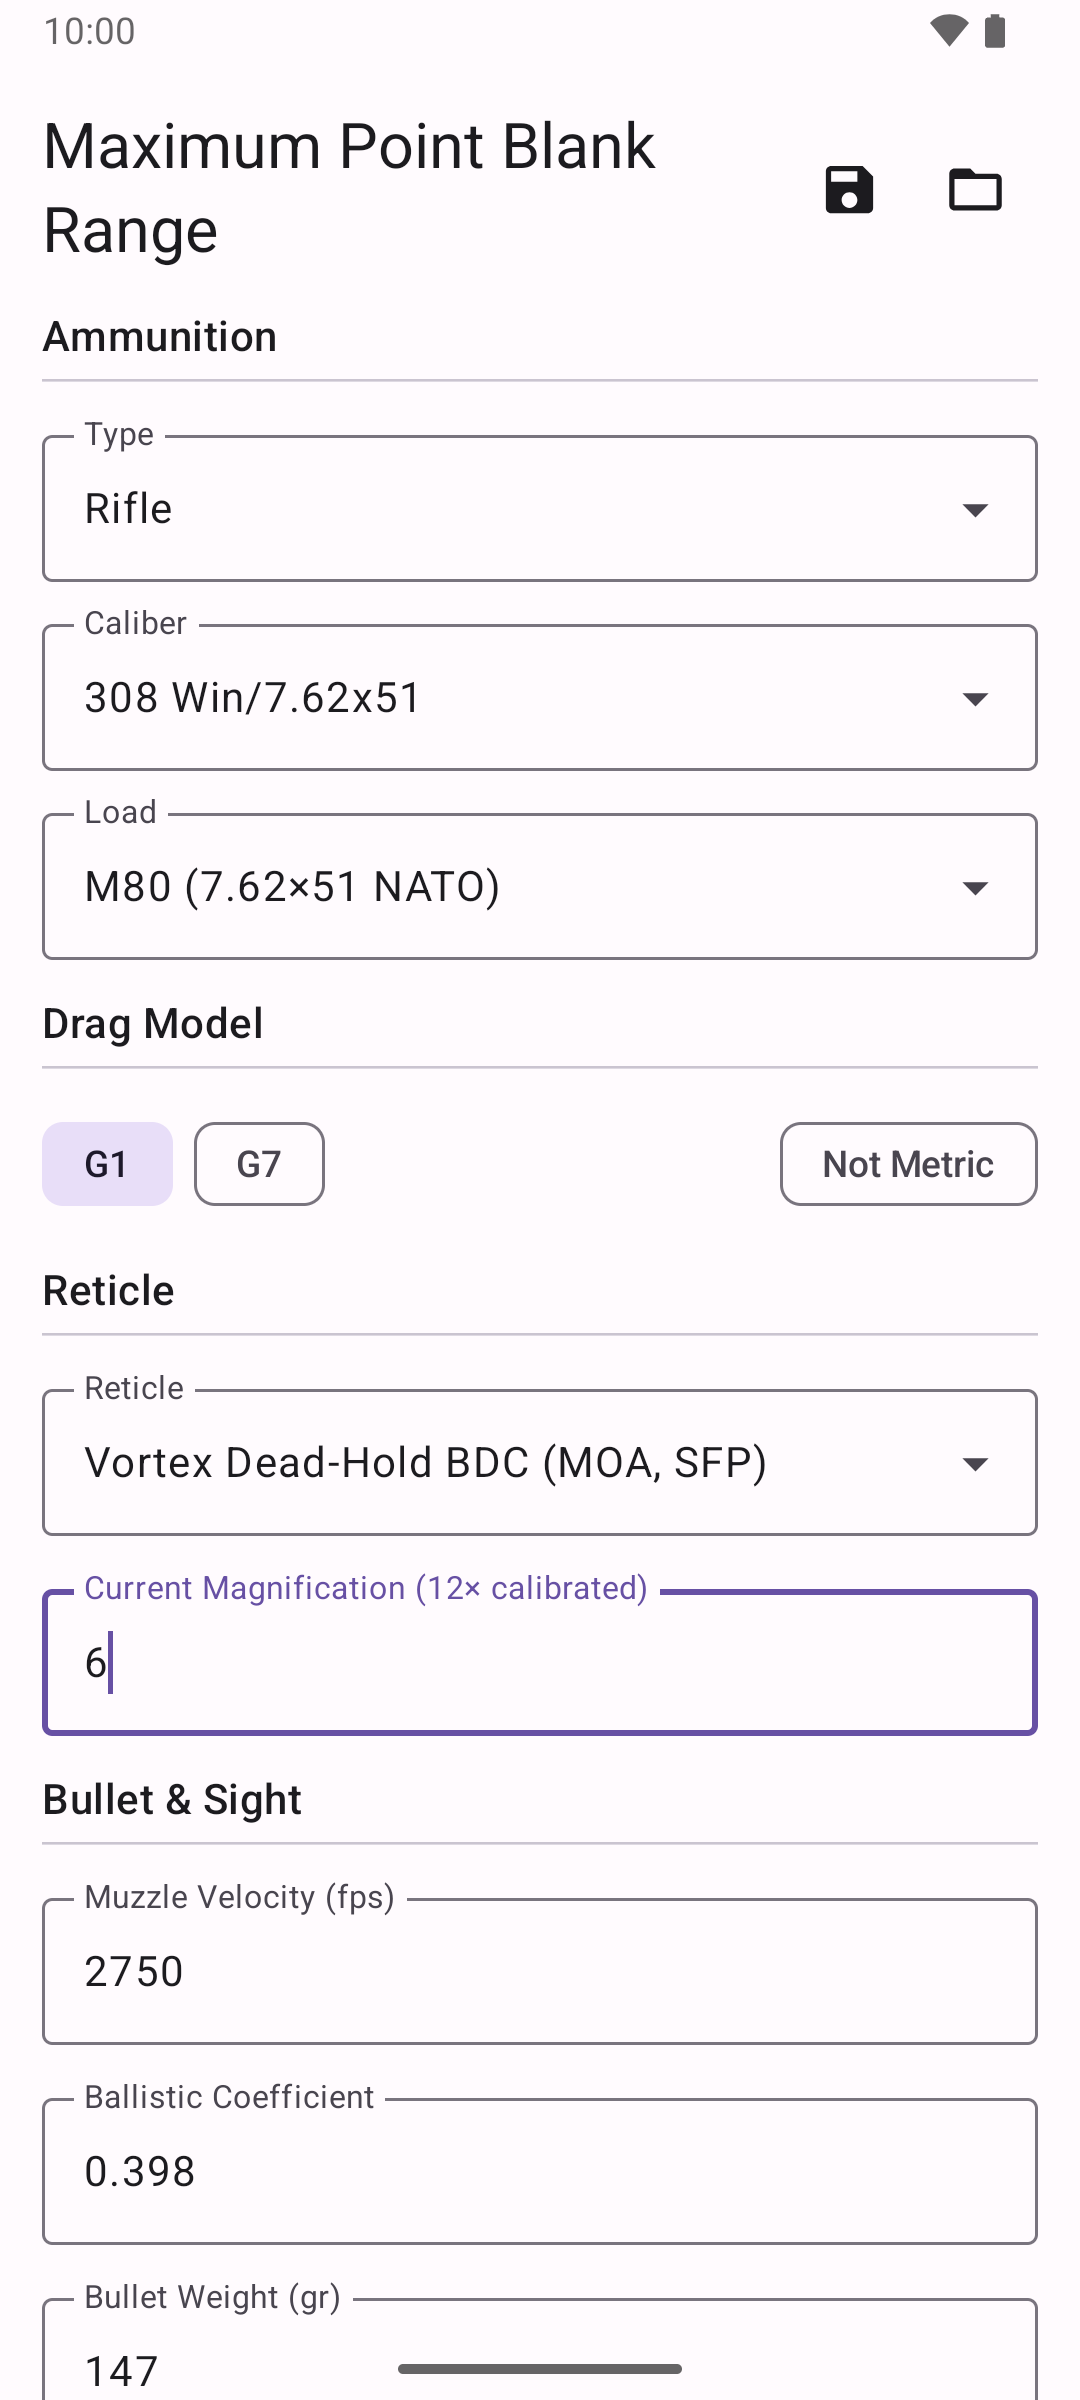 10:00
Maximum Point Blank
Range
Ammunition
Type
Rifle
Caliber
308 Win/7.62x51
Load
M80 (7.62×51 NATO)
Drag Model
G1
G7
Not Metric
Reticle
Reticle
Vortex Dead-Hold BDC (MOA, SFP)
Current Magnification (12× calibrated)
6
Bullet & Sight
Muzzle Velocity (fps)
2750
Ballistic Coefficient
0.398
Bullet Weight (gr)
147